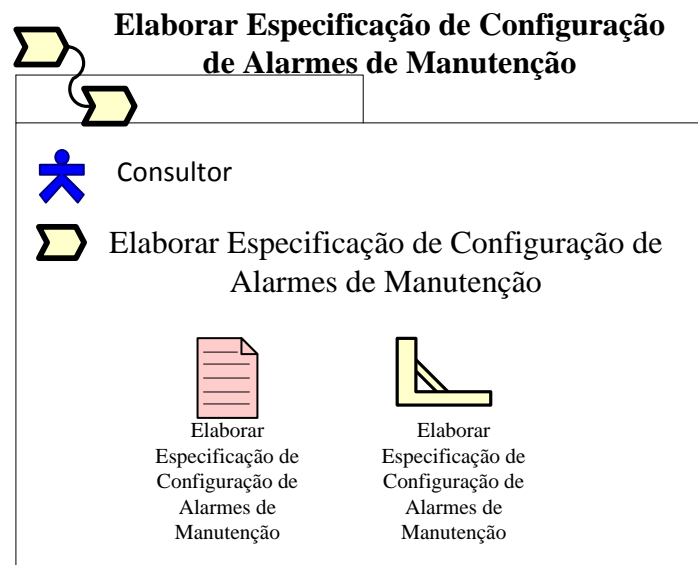 Elaborar Especificação de Configuração
de Alarmes de Manutenção
Consultor
Elaborar Especificação de Configuração de
Alarmes de Manutenção
Elaborar
Especificação de
Configuração de
Alarmes de
Manutenção
Elaborar
Especificação de
Configuração de
Alarmes de
Manutenção